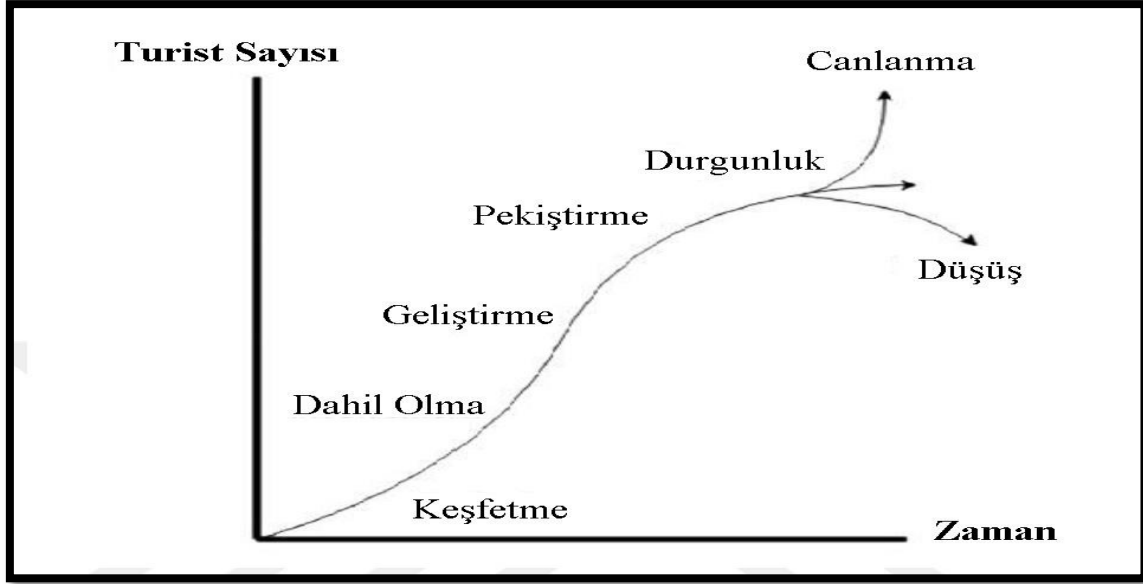 Turist Sayısı
Canlanma
Durgunluk
Pekiştirme
Düşüş
Geliştirme
Dahil Olma
Keşfetme
Zaman